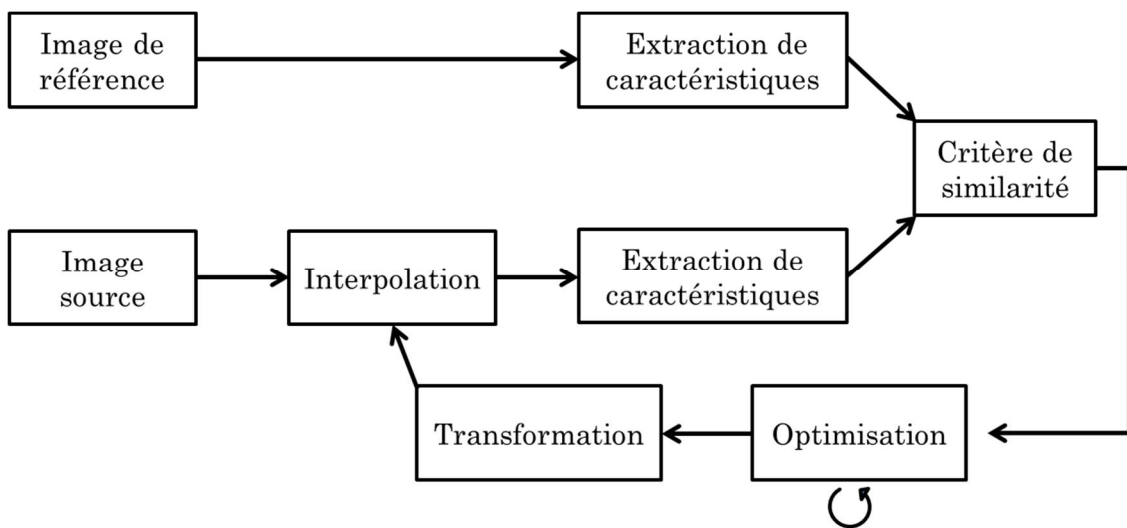 Image de
référence
Extraction de
caractéristiques
Critère de
similarité
Image
source
Interpolation
Extraction de
caractéristiques
Transformation
Optimisation